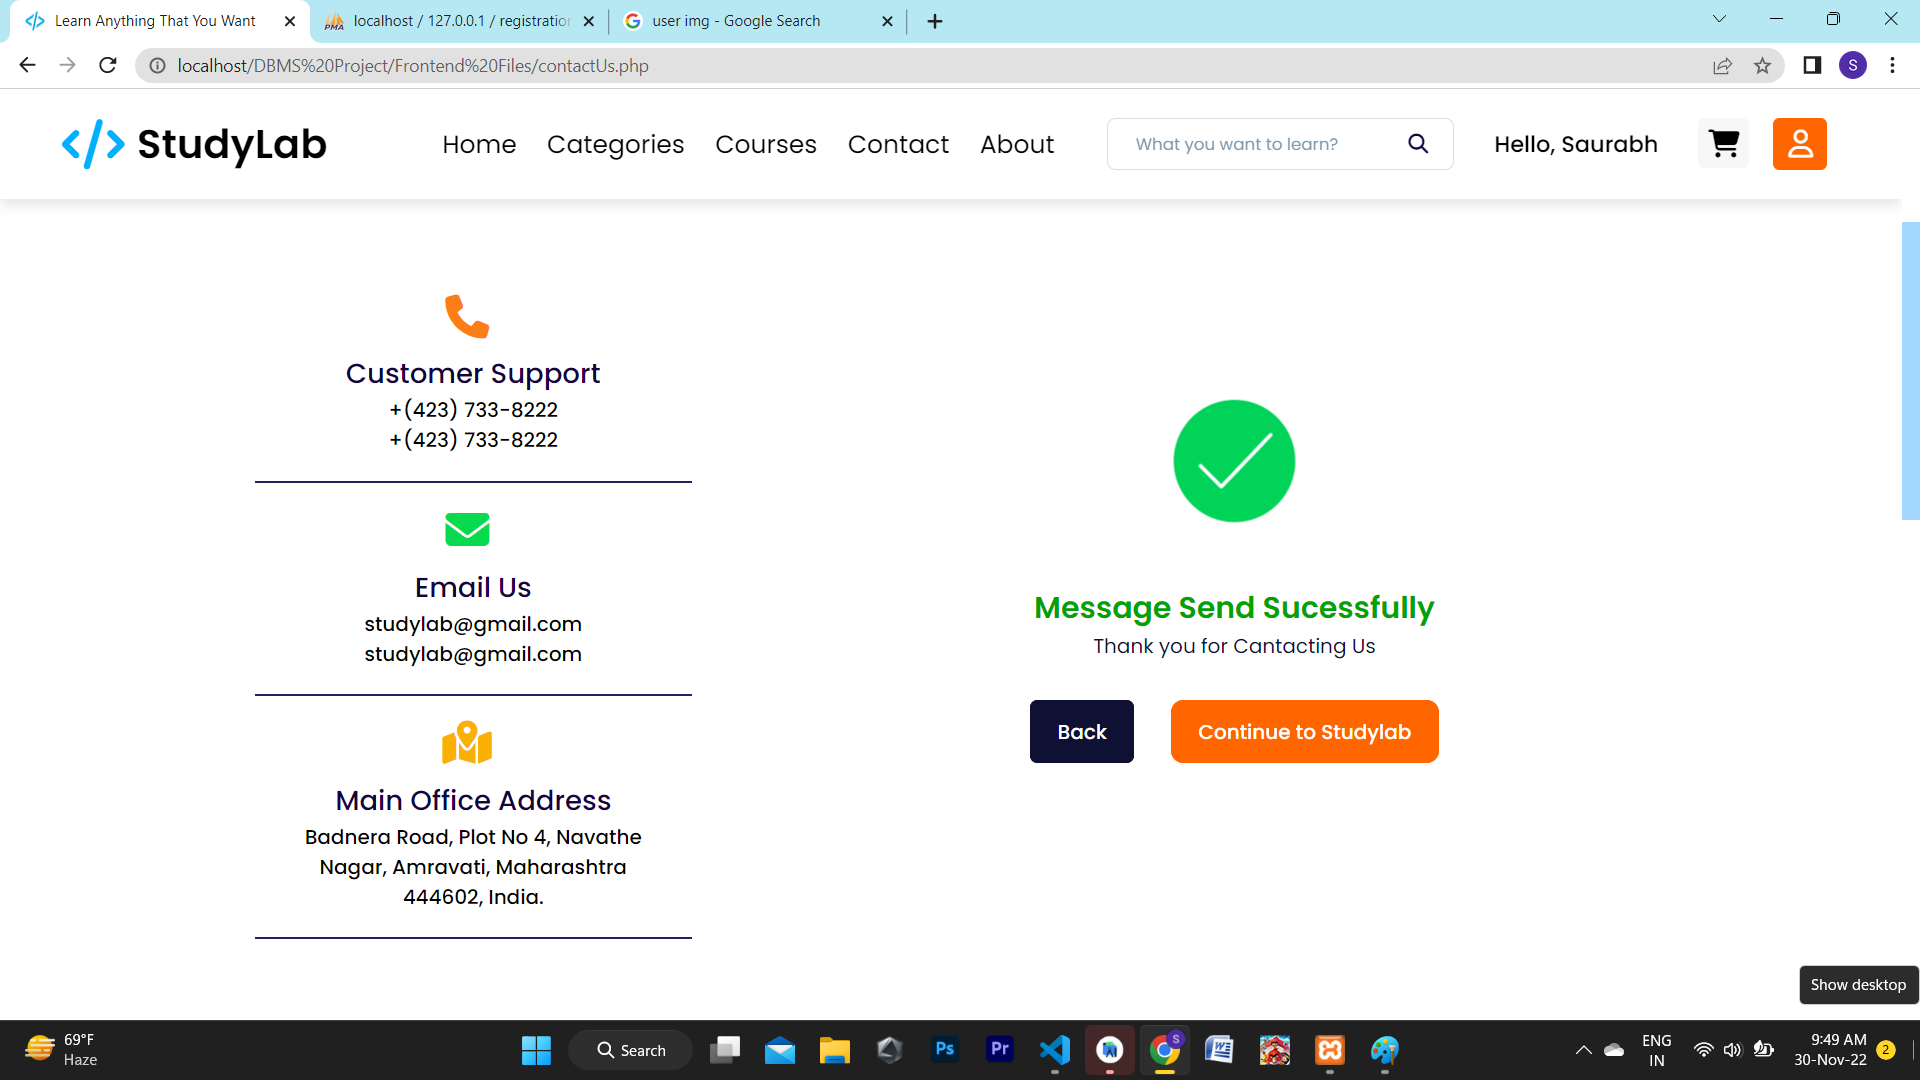 Learn Anything That You Want
localhost / 127.0.0.1 / registration
user img - Google Search
localhost/DBMS%20Project/Frontend%20Files/contactUs.php
S
</> StudyLab
Home
Categories
Courses
Contact
About
What you want to learn?
Hello, Saurabh
Customer Support
+(423) 733-8222
+(423) 733-8222
Email Us
studylab@gmail.com
studylab@gmail.com
Main Office Address
Badnera Road, Plot No 4, Navathe
Nagar, Amravati, Maharashtra
444602, India.
Message Send Sucessfully
Thank you for Cantacting Us
Back
Continue to Studylab
Show desktop
69°F
Haze
Search
Ps
Pr
S
ENG
IN
9:49 AM
30-Nov-22
2